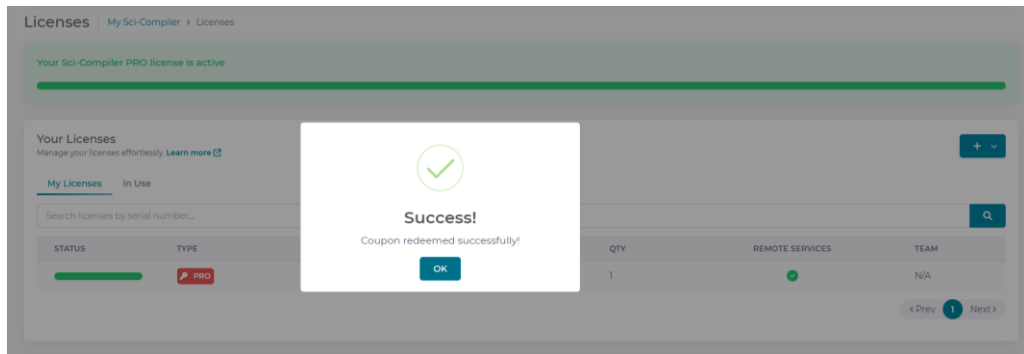 Licenses My Sci-Compiler > Licenses
Your Sci-Compiler PRO license is active
Your Licenses
Manage your licenses effortlessly. Learn more
+
My Licenses In Use
Search licenses by serial number...
STATUS TYPE QTY REMOTE SERVICES TEAM
PRO 1 N/A
<Prev 1 Next>
Success!
Coupon redeemed successfully!
OK